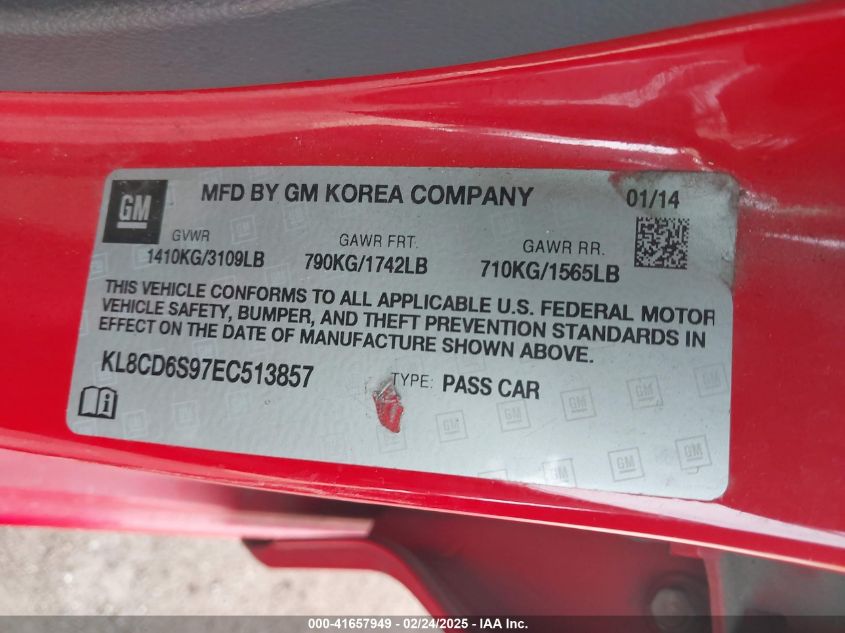 GM MFD BY GM KOREA COMPANY 01/14
GVWR GAWR FRT. GAWR RR.
1410KG/3109LB 790KG/1742LB 710KG/1565LB
THIS VEHICLE CONFORMS TO ALL APPLICABLE U.S. FEDERAL MOTOR
VEHICLE SAFETY, BUMPER, AND THEFT PREVENTION STANDARDS IN
EFFECT ON THE DATE OF MANUFACTURE SHOWN ABOVE.
KL8CD6S97EC513857 TYPE: PASS CAR
000-41657949 - 02/24/2025 - IAA Inc.